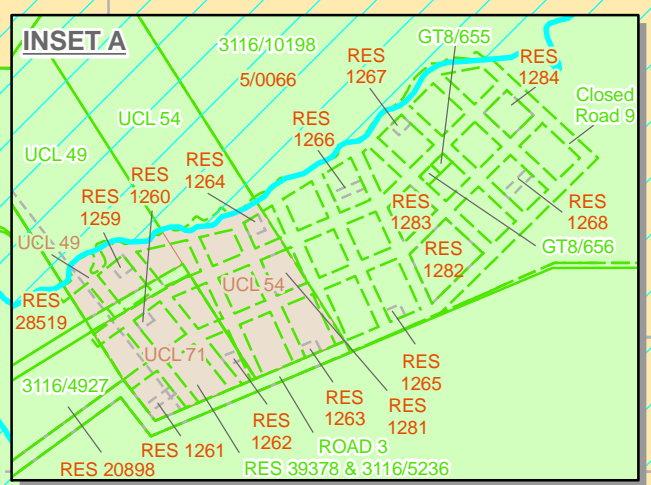 INSET A
3116/10198
GT8/655
5/0066
RES
1267
RES
1284
Closed
Road 9
UCL 54
RES
1266
UCL 49
RES
1264
RES
1260
RES
1259
RES
1283
RES
1268
UCL 49
GT8/656
RES
1282
UCL 54
RES
28519
UCL 71
RES
1265
3116/4927
RES
1263
RES
1281
RES
1262
RES 1261
ROAD 3
RES 20898
RES 39378 & 3116/5236